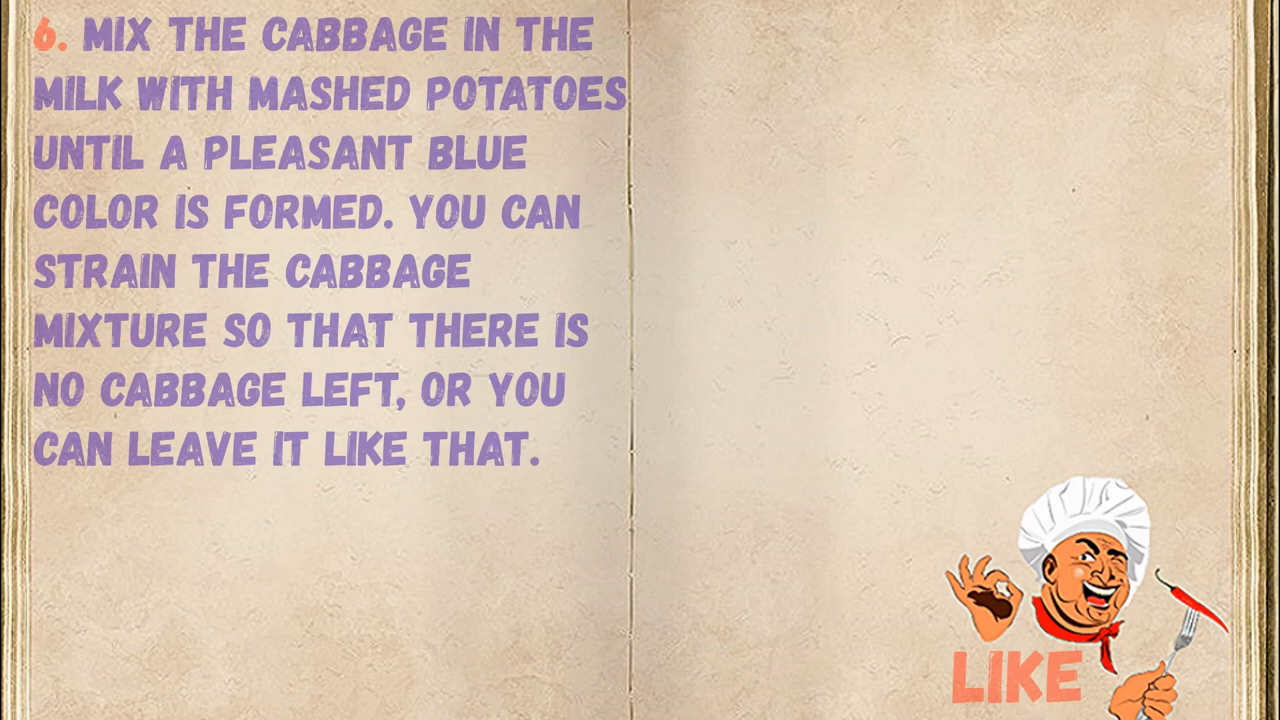 6. MIX THE CABBAGE IN THE
MILK WITH MASHED POTATOES
UNTIL A PLEASANT BLUE
COLOR IS FORMED. YOU CAN
STRAIN THE CABBAGE
MIXTURE SO THAT THERE IS
NO CABBAGE LEFT, OR YOU
CAN LEAVE IT LIKE THAT.
LIKE